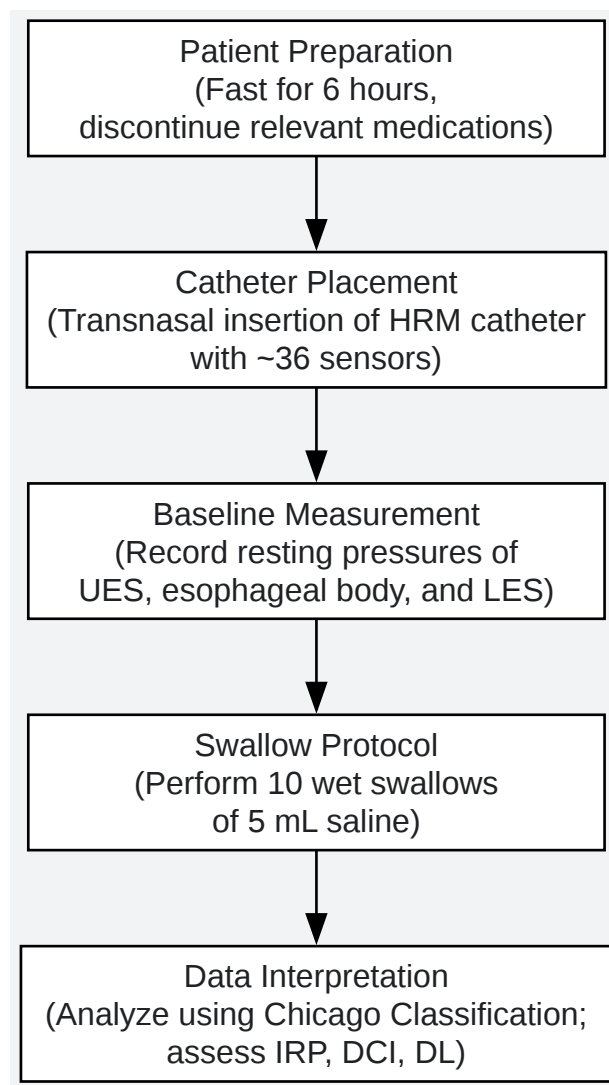 Patient Preparation
(Fast for 6 hours,
discontinue relevant medications)
Catheter Placement
(Transnasal insertion of HRM catheter
with ~36 sensors)
Baseline Measurement
(Record resting pressures of
UES, esophageal body, and LES)
Swallow Protocol
(Perform 10 wet swallows
of 5 mL saline)
Data Interpretation
(Analyze using Chicago Classification;
assess IRP, DCI, DL)